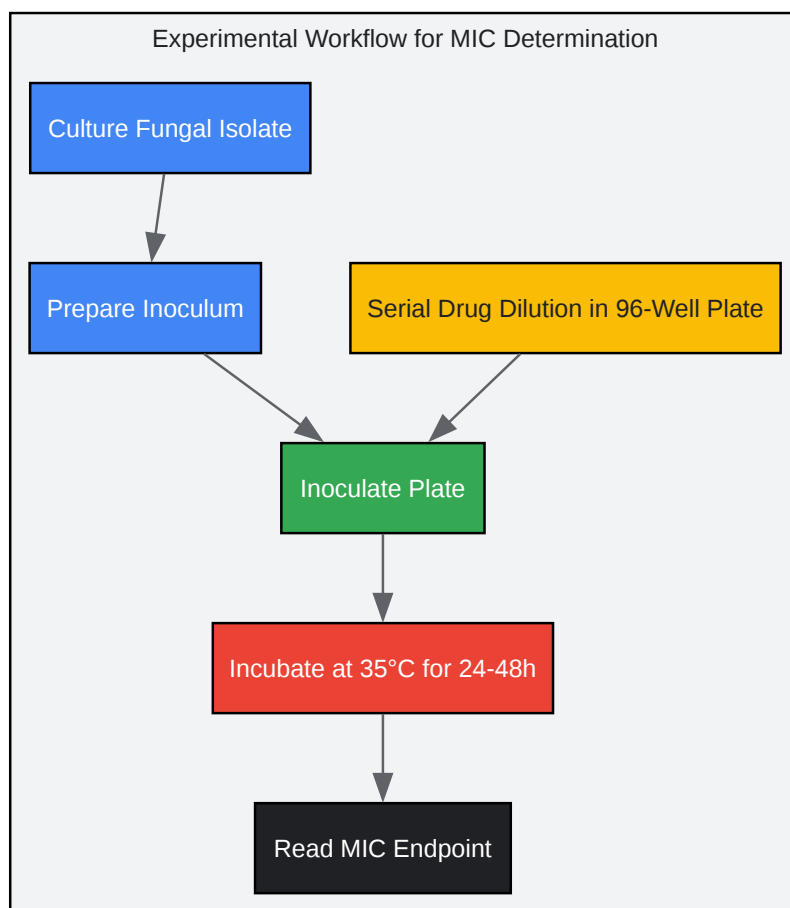 Experimental Workflow for MIC Determination
Culture Fungal Isolate
Prepare Inoculum
Serial Drug Dilution in 96-Well Plate
Inoculate Plate
Incubate at 35°C for 24-48h
Read MIC Endpoint